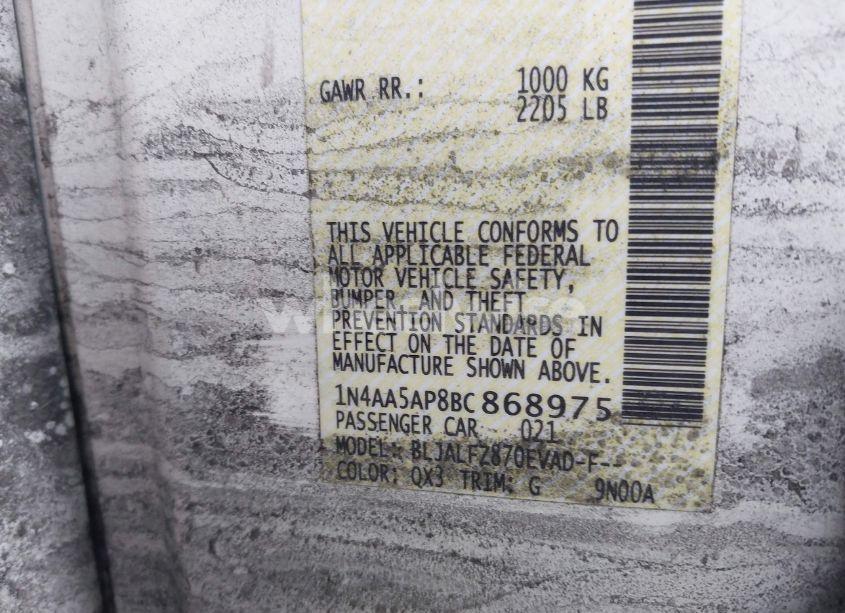 GAWR RR.: 1000 KG
2205 LB
THIS VEHICLE CONFORMS TO
ALL APPLICABLE FEDERAL
MOTOR VEHICLE SAFETY,
BUMPER, AND THEFT
PREVENTION STANDARDS IN
EFFECT ON THE DATE OF
MANUFACTURE SHOWN ABOVE.
1N4AA5AP8BC868975
PASSENGER CAR 021
MODEL: BLJALFZ870EVAD-F--
COLOR: QX3 TRIM: G 9N00A